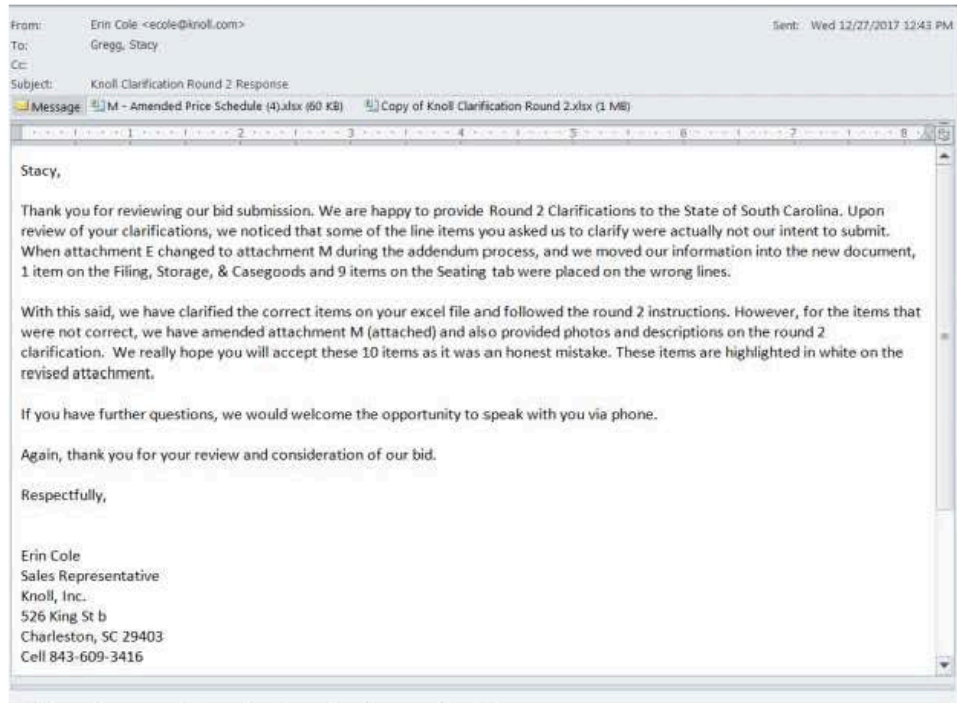 From: Erin Cole <ecole@knoll.com> Sent: Wed 12/27/2017 12:43 PM
To: Gregg, Stacy
Cc:
Subject: Knoll Clarification Round 2 Response
Message M - Amended Price Schedule (4).xlsx (60 KB) Copy of Knoll Clarification Round 2.xlsx (1 MB)
1 2 3 4 5 6 7 8
Stacy,
Thank you for reviewing our bid submission. We are happy to provide Round 2 Clarifications to the State of South Carolina. Upon
review of your clarifications, we noticed that some of the line items you asked us to clarify were actually not our intent to submit.
When attachment E changed to attachment M during the addendum process, and we moved our information into the new document,
1 item on the Filing, Storage, & Casegoods and 9 items on the Seating tab were placed on the wrong lines.
With this said, we have clarified the correct items on your excel file and followed the round 2 instructions. However, for the items that
were not correct, we have amended attachment M (attached) and also provided photos and descriptions on the round 2
clarification. We really hope you will accept these 10 items as it was an honest mistake. These items are highlighted in white on the
revised attachment.
If you have further questions, we would welcome the opportunity to speak with you via phone.
Again, thank you for your review and consideration of our bid.
Respectfully,
Erin Cole
Sales Representative
Knoll, Inc.
526 King St b
Charleston, SC 29403
Cell 843-609-3416